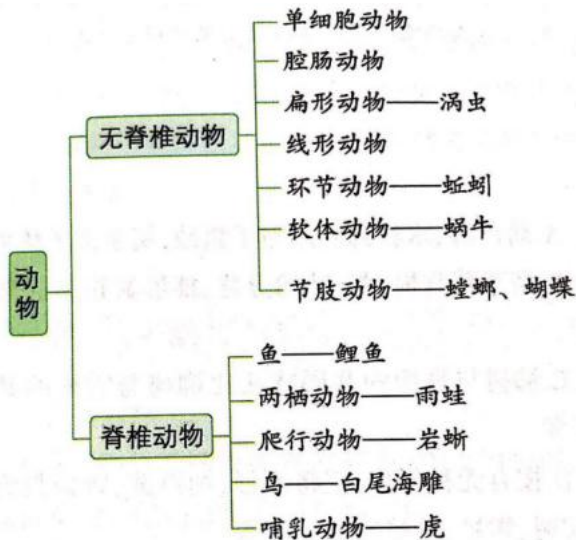 单细胞动物
腔肠动物
扁形动物——涡虫
无脊椎动物
线形动物
环节动物——蚯蚓
软体动物——蜗牛
节肢动物——螳螂、蝴蝶
动物
鱼——鲤鱼
两栖动物——雨蛙
脊椎动物
爬行动物——岩蜥
鸟——白尾海雕
哺乳动物——虎